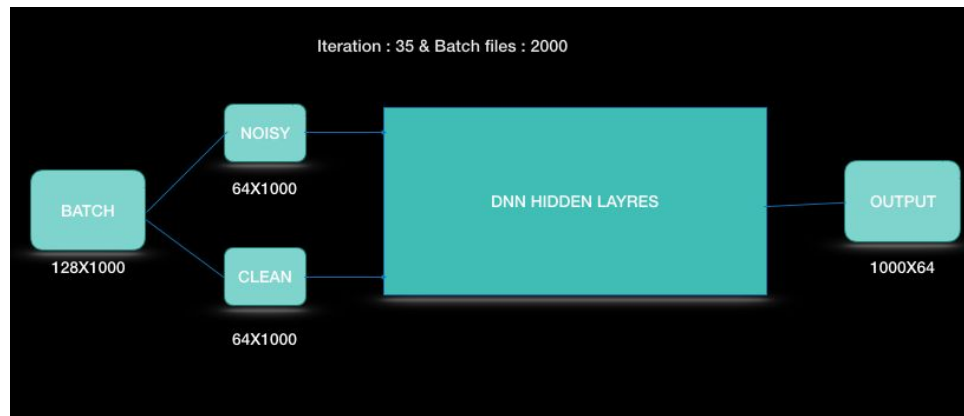 Iteration : 35 & Batch files : 2000
NOISY
64X1000
BATCH
128X1000
DNN HIDDEN LAYRES
OUTPUT
1000X64
CLEAN
64X1000